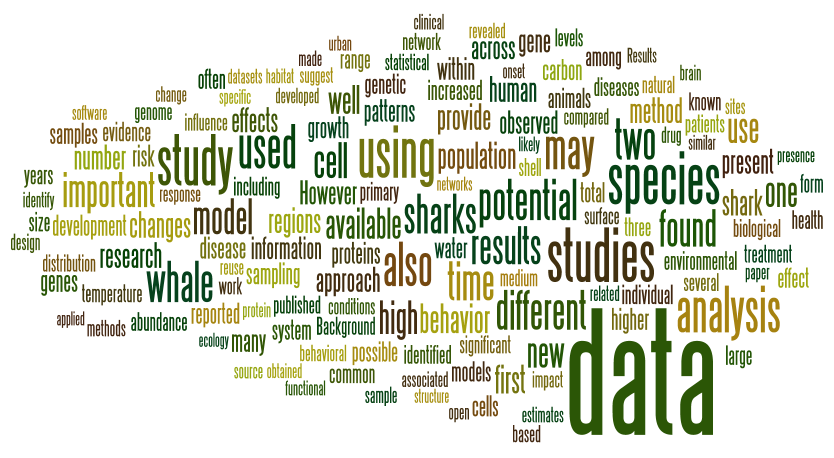 clinical
urban network revealed across gene levels
made range statistical within onset among Results
often datasets habitat suggest genetic increased human carbon diseases natural brain
change specific developed well patterns provide animals method known sites
software genome influence effects growth observed compared patients use
samples evidence study used cell using population likely may two drug similar
number risk shell species present presence
years important response including However primary networks potential total shark one form
identify size development changes model regions available sharks surface three found biological health
design disease information proteins water results studies environmental treatment
distribution research reuse sampling approach also time medium several paper effect
genes temperature whale work related individual
applied methods abundance reported protein published conditions high behavior different higher analysis
ecology many system Background data
behavioral possible identified significant new large
source obtained common associated models first impact
functional sample structure
open cells estimates
based